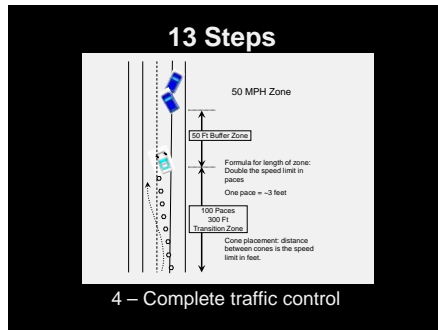 13 Steps
50 MPH Zone
50 Ft Buffer Zone
Formula for length of zone:
Double the speed limit in
paces
One pace = ~3 feet
100 Paces
300 Ft
Transition Zone
Cone placement: distance
between cones is the speed
limit in feet.
4 – Complete traffic control